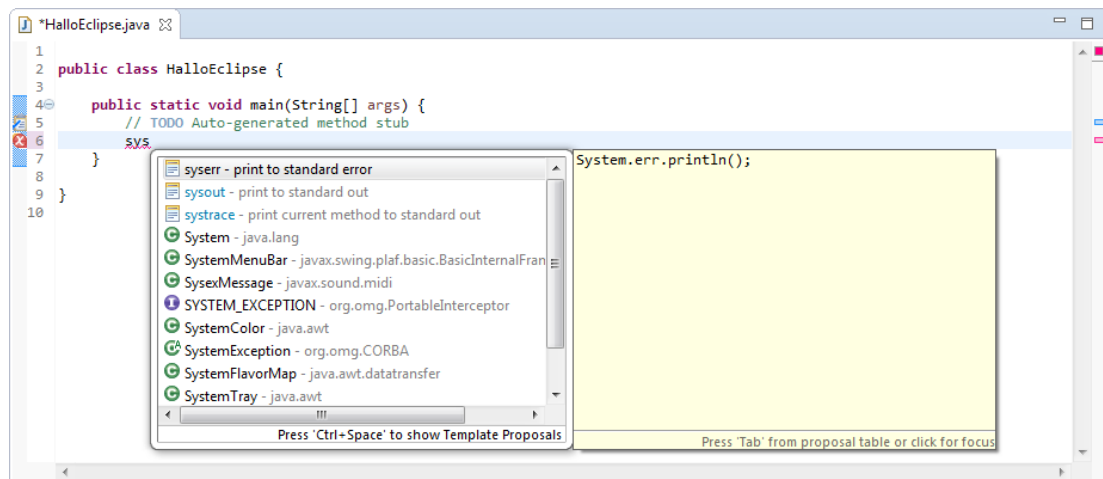 *HalloEclipse.java
1
2 public class HalloEclipse {
3
4 public static void main(String[] args) {
5 // TODO Auto-generated method stub
6 sys
7 }
8
9 }
10
syserr - print to standard error
sysout - print to standard out
systrace - print current method to standard out
System - java.lang
SystemMenuBar - javax.swing.plaf.basic.BasicInternalFran
SysexMessage - javax.sound.midi
SYSTEM_EXCEPTION - org.omg.PortableInterceptor
SystemColor - java.awt
SystemException - org.omg.CORBA
SystemFlavorMap - java.awt.datatransfer
SystemTray - java.awt
Press 'Ctrl+Space' to show Template Proposals
System.err.println();
Press 'Tab' from proposal table or click for focus